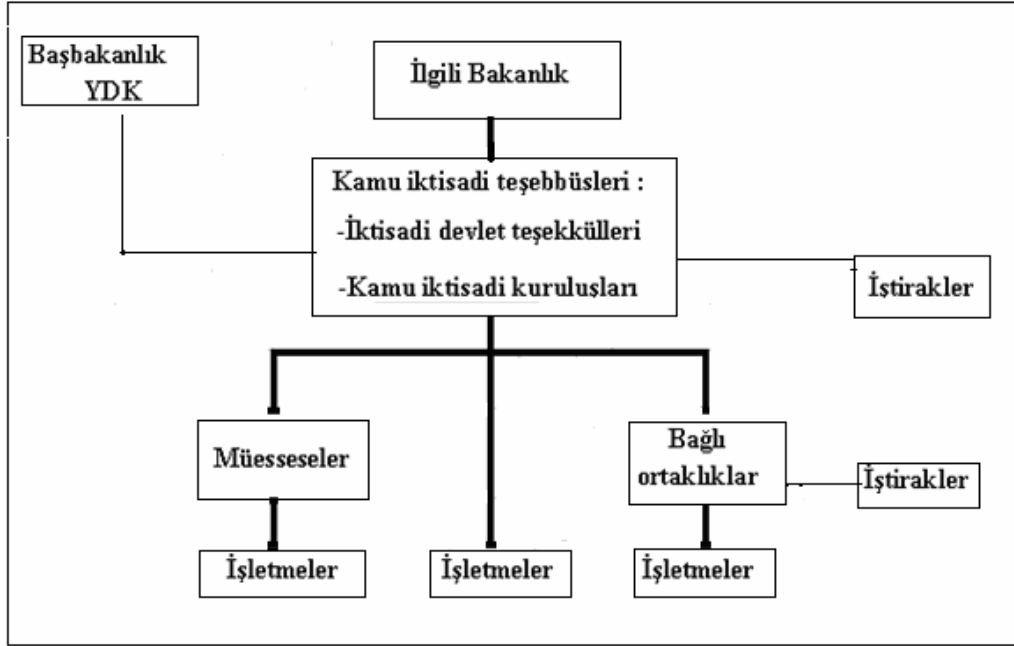 Başbakanlık
YDK
İlgili Bakanlık
Kamu iktisadi teşebbüsleri :
-İktisadi devlet teşekkülleri
-Kamu iktisadi kuruluşları
İştirakler
Müesseseler
Bağlı
ortaklıklar
İştirakler
İşletmeler
İşletmeler
İşletmeler